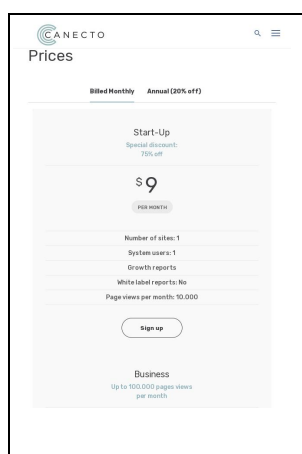 CANECTO
Prices
Billed Monthly Annual (20% off)
Start-Up
Special discount:
75% off
$9
PER MONTH
Number of sites: 1
System users: 1
Growth reports
White label reports: No
Page views per month: 10.000
Sign up
Business
Up to 100.000 pages views
per month